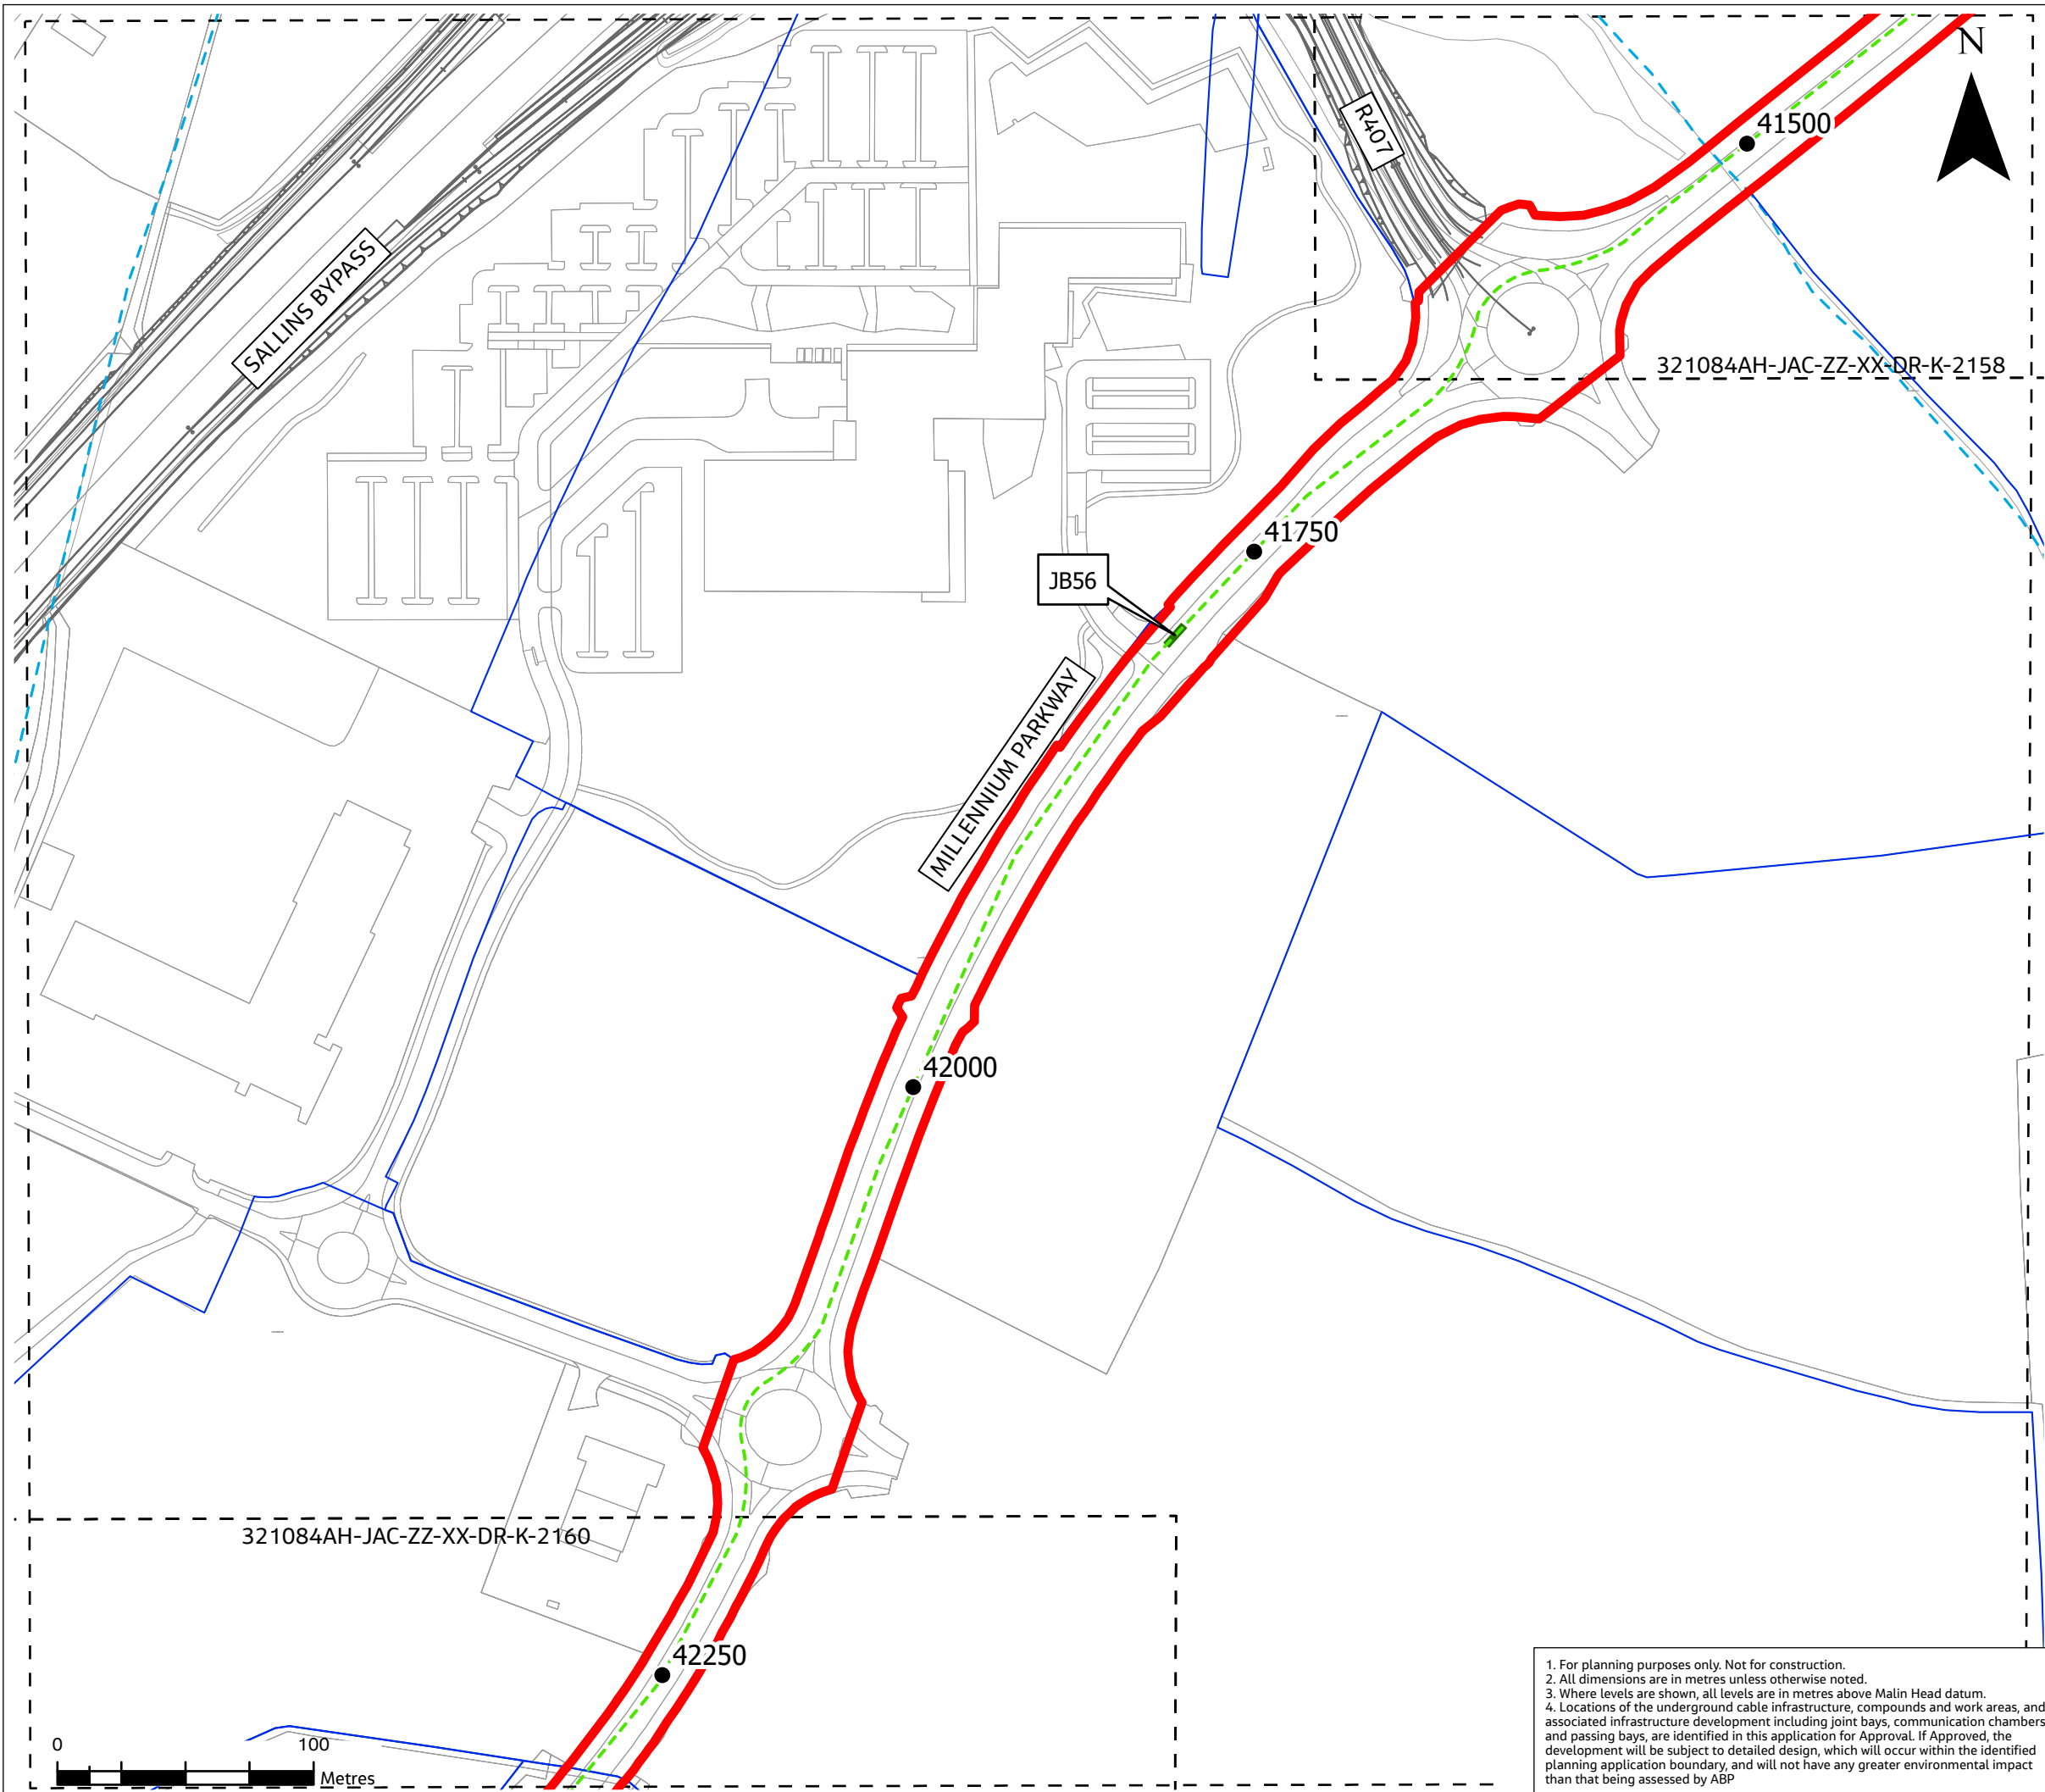 N
R407
41500
SALLINS BYPASS
321084AH-JAC-ZZ-XX-DR-K-2158
41750
JB56
MILLENNIUM PARKWAY
42000
321084AH-JAC-ZZ-XX-DR-K-2160
42250
0 100
Metres
1. For planning purposes only. Not for construction.
2. All dimensions are in metres unless otherwise noted.
3. Where levels are shown, all levels are in metres above Malin Head datum.
4. Locations of the underground cable infrastructure, compounds and work areas, and
associated infrastructure development including joint bays, communication chambers
and passing bays, are identified in this application for Approval. If Approved, the
development will be subject to detailed design, which will occur within the identified
planning application boundary, and will not have any greater environmental impact
than that being assessed by ABP